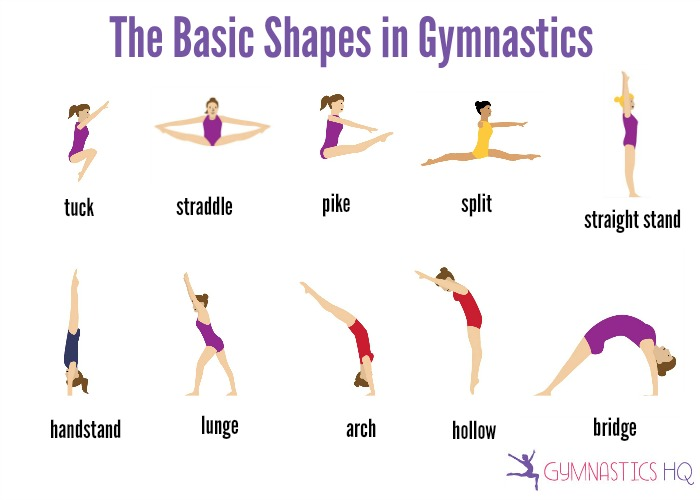 The Basic Shapes in Gymnastics
tuck
straddle
pike
split
straight stand
handstand
lunge
arch
hollow
bridge
GYMNASTICS HQ